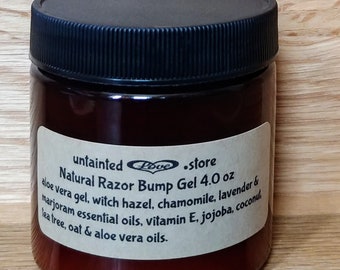 untainted Love .store
Natural Razor Bump Gel 4.0 oz
aloe vera gel, witch hazel, chamomile, lavender &
marjoram essential oils, vitamin E, jojoba, coconut,
tea tree, oat & aloe vera oils.